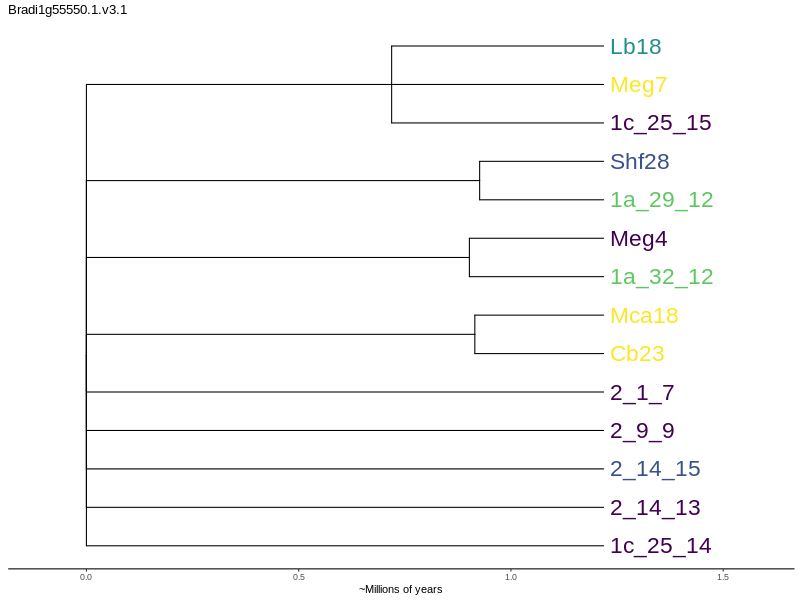 Bradi1g55550.1.v3.1
Lb18
Meg7
1c_25_15
Shf28
1a_29_12
Meg4
1a_32_12
Mca18
Cb23
2_1_7
2_9_9
2_14_15
2_14_13
1c_25_14
0.0 0.5 1.0 1.5
~Millions of years